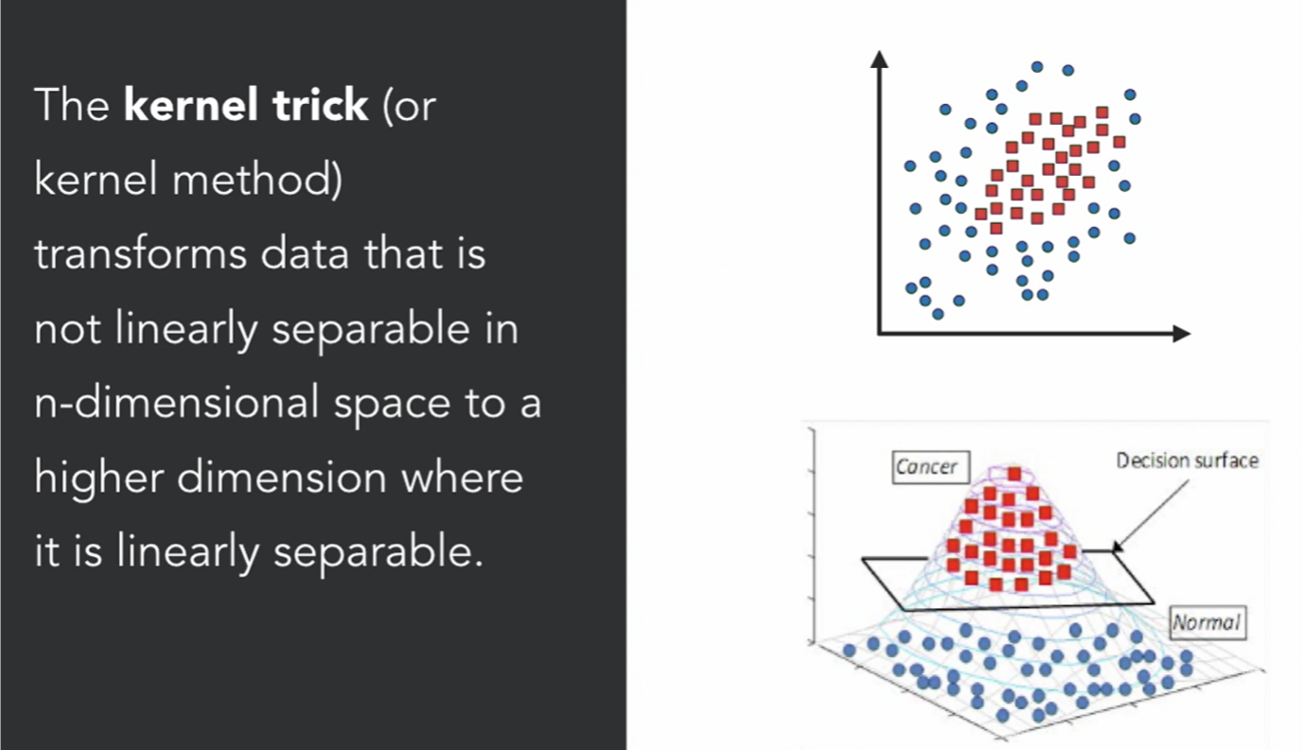 The kernel trick (or
kernel method)
transforms data that is
not linearly separable in
n-dimensional space to a
higher dimension where
it is linearly separable.
Cancer
Decision surface
Normal